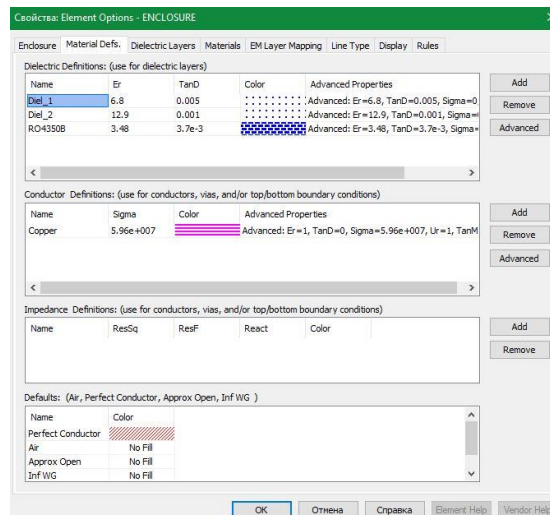 Свойства: Element Options - ENCLOSURE
Enclosure Material Defs. Dielectric Layers Materials EM Layer Mapping Line Type Display Rules
Dielectric Definitions: (use for dielectric layers)
Name Er TanD Color Advanced Properties
Diel_1 6.8 0.005 Advanced: Er=6.8, TanD=0.005, Sigma=0
Diel_2 12.9 0.001 Advanced: Er=12.9, TanD=0.001, Sigma=
RO4350B 3.48 3.7e-3 Advanced: Er=3.48, TanD=3.7e-3, Sigma=
Add
Remove
Advanced
Conductor Definitions: (use for conductors, vias, and/or top/bottom boundary conditions)
Name Sigma Color Advanced Properties
Copper 5.96e+007 Advanced: Er=1, TanD=0, Sigma=5.96e+007, Ur=1, TanM
Add
Remove
Advanced
Impedance Definitions: (use for conductors, vias, and/or top/bottom boundary conditions)
Name ResSq ResF React Color
Add
Remove
Defaults: (Air, Perfect Conductor, Approx Open, Inf WG )
Name Color
Perfect Conductor
Air No Fill
Approx Open No Fill
Inf WG No Fill
OK Отмена Справка Element Help Vendor Help